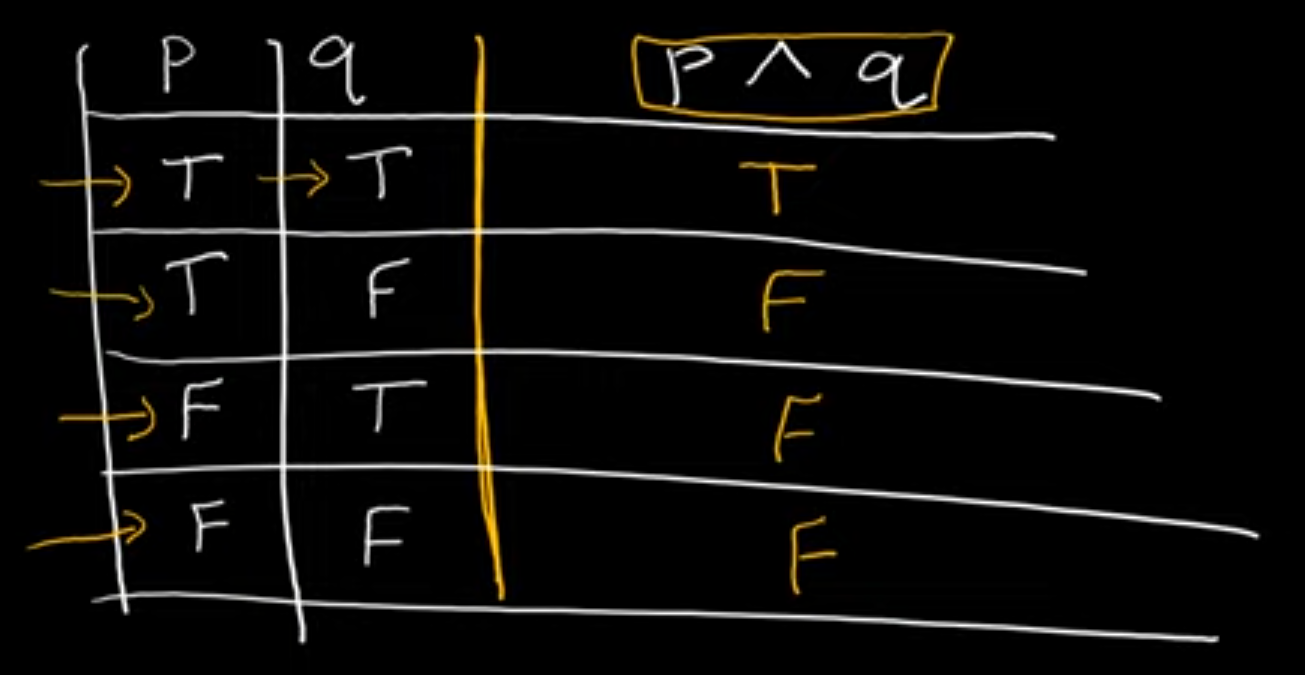 p q p ∧ q
T T T
T F F
F T F
F F F